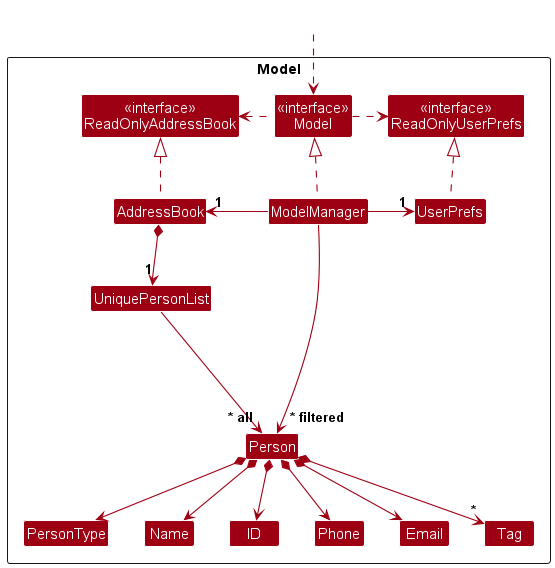 Model
«interface»
ReadOnlyAddressBook
«interface»
Model
«interface»
ReadOnlyUserPrefs
AddressBook
1
ModelManager
1
UserPrefs
1
UniquePersonList
* all
* filtered
Person
*
PersonType
Name
ID
Phone
Email
Tag